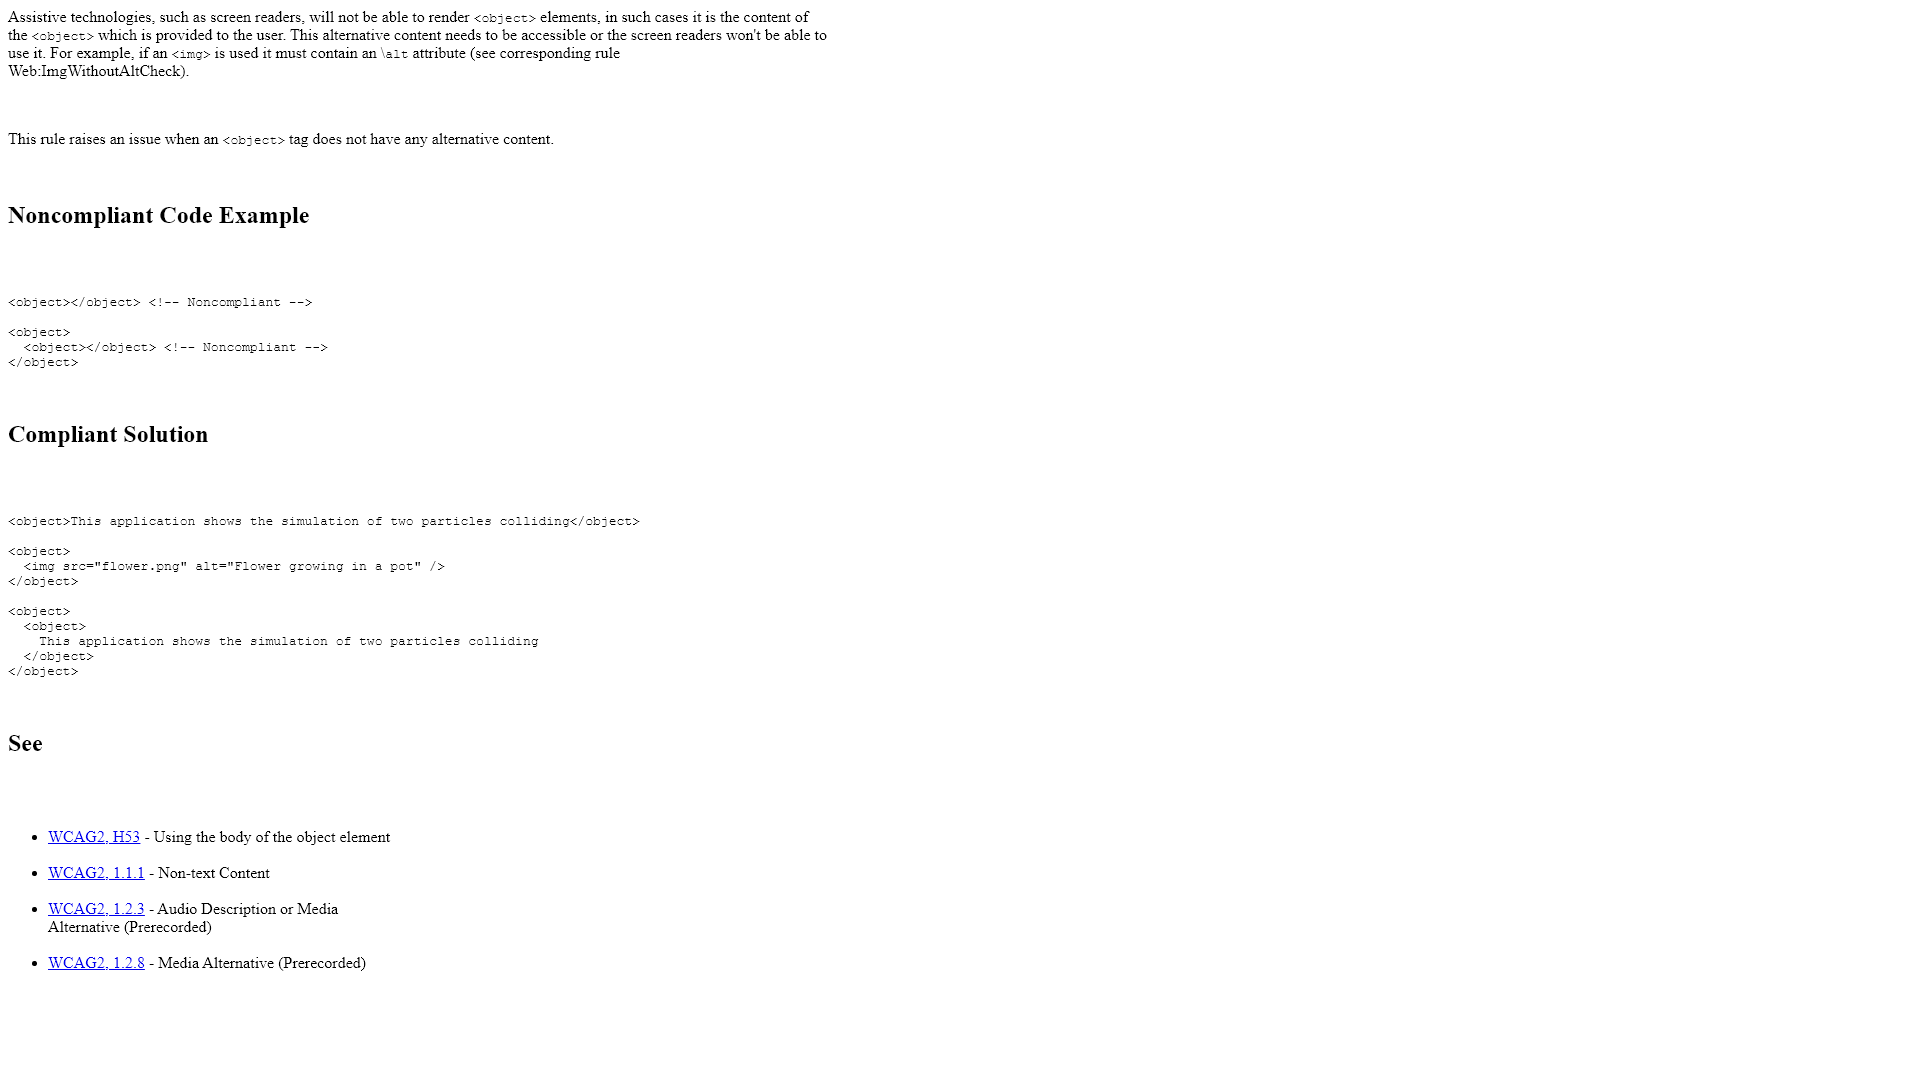 Assistive technologies, such as screen readers, will not be able to render <object> elements, in such cases it is the content of
the <object> which is provided to the user. This alternative content needs to be accessible or the screen readers won't be able to
use it. For example, if an <img> is used it must contain an \alt attribute (see corresponding rule
Web:ImgWithoutAltCheck).
This rule raises an issue when an <object> tag does not have any alternative content.
Noncompliant Code Example
<object></object> <!-- Noncompliant -->
<object>
  <object></object> <!-- Noncompliant -->
</object>
Compliant Solution
<object>This application shows the simulation of two particles colliding</object>
<object>
  <img src="flower.png" alt="Flower growing in a pot" />
</object>
<object>
  <object>
    This application shows the simulation of two particles colliding
  </object>
</object>
See
• WCAG2, H53 - Using the body of the object element
• WCAG2, 1.1.1 - Non-text Content
• WCAG2, 1.2.3 - Audio Description or Media
Alternative (Prerecorded)
• WCAG2, 1.2.8 - Media Alternative (Prerecorded)